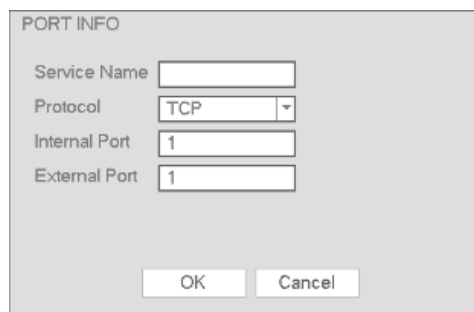 PORT INFO
Service Name
Protocol TCP
Internal Port 1
External Port 1
OK Cancel